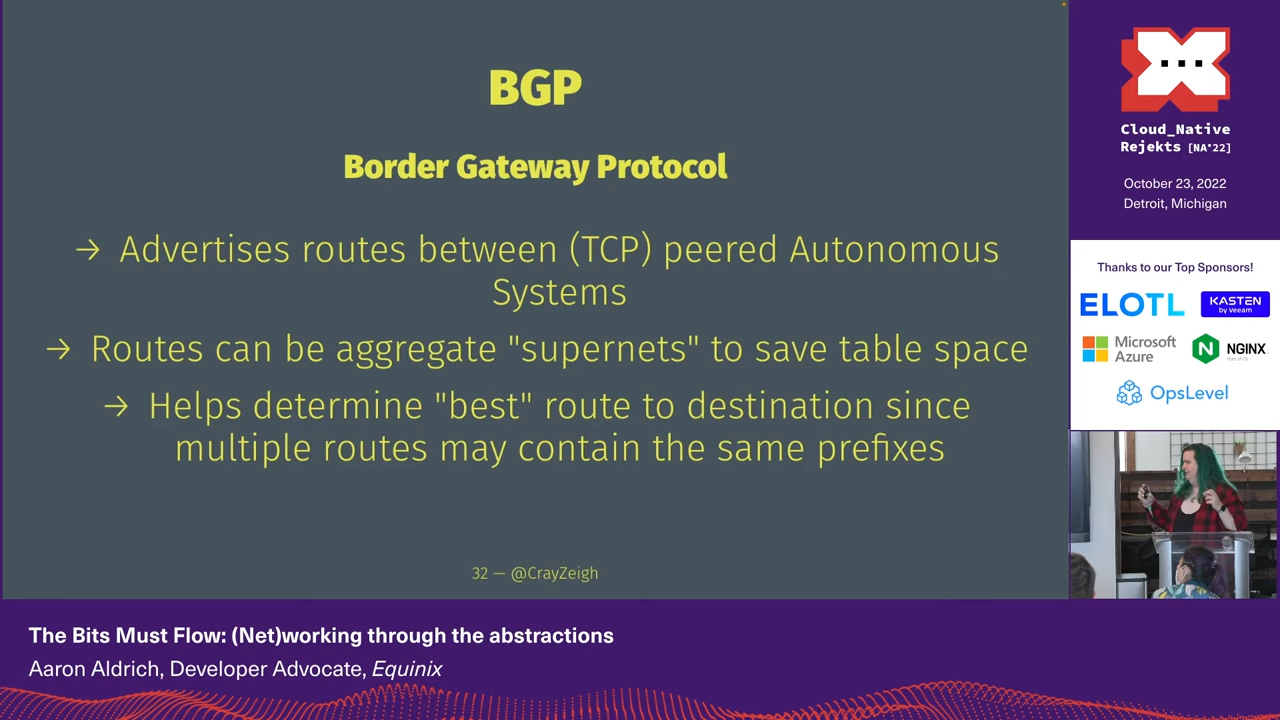 BGP
Border Gateway Protocol
→ Advertises routes between (TCP) peered Autonomous
Systems
→ Routes can be aggregate "supernets" to save table space
→ Helps determine "best" route to destination since
multiple routes may contain the same prefixes
32 — @CrayZeigh
Cloud_Native
Rejekts [NA'22]
October 23, 2022
Detroit, Michigan
Thanks to our Top Sponsors!
ELOTL
KASTEN
by Veeam
Microsoft
Azure
NGINX
Part of F5
OpsLevel
The Bits Must Flow: (Net)working through the abstractions
Aaron Aldrich, Developer Advocate, Equinix